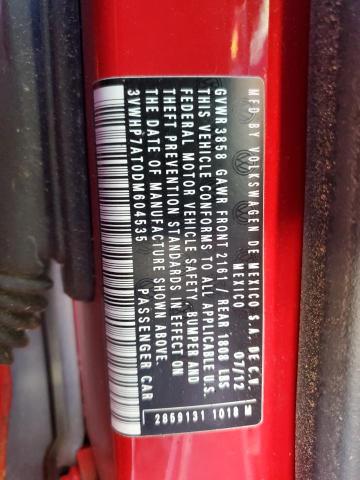 MFD BY VOLKSWAGEN DE MEXICO S.A. DE C.V.
MEXICO 07/12
GVWR 3858 GAWR FRONT 2161 / REAR 1808 LBS
THIS VEHICLE CONFORMS TO ALL APPLICABLE U.S.
FEDERAL MOTOR VEHICLE SAFETY, BUMPER AND
THEFT PREVENTION STANDARDS IN EFFECT ON
THE DATE OF MANUFACTURE SHOWN ABOVE.
3VWHP7AT0DM604535 PASSENGER CAR
2859131 1018 M